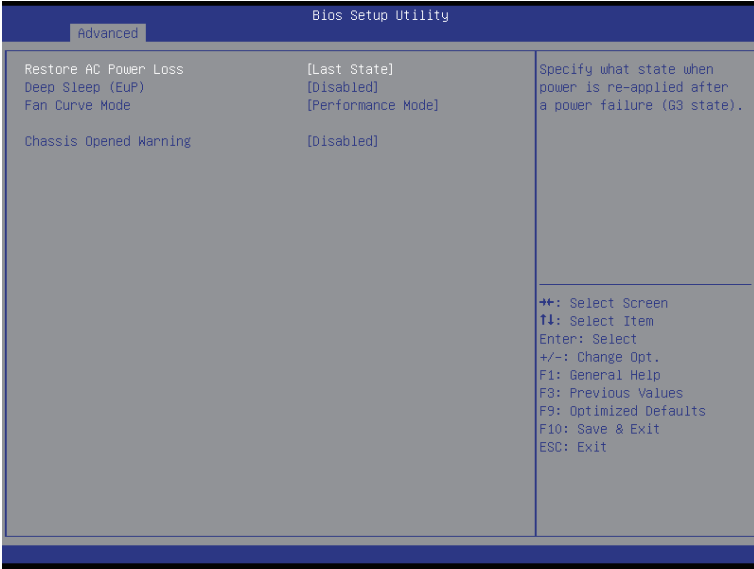 Bios Setup Utility
Advanced
Restore AC Power Loss [Last State]
Deep Sleep (EuP) [Disabled]
Fan Curve Mode [Performance Mode]
Chassis Opened Warning [Disabled]
Specify what state when
power is re-applied after
a power failure (G3 state).
→←: Select Screen
↑↓: Select Item
Enter: Select
+/-: Change Opt.
F1: General Help
F3: Previous Values
F9: Optimized Defaults
F10: Save & Exit
ESC: Exit